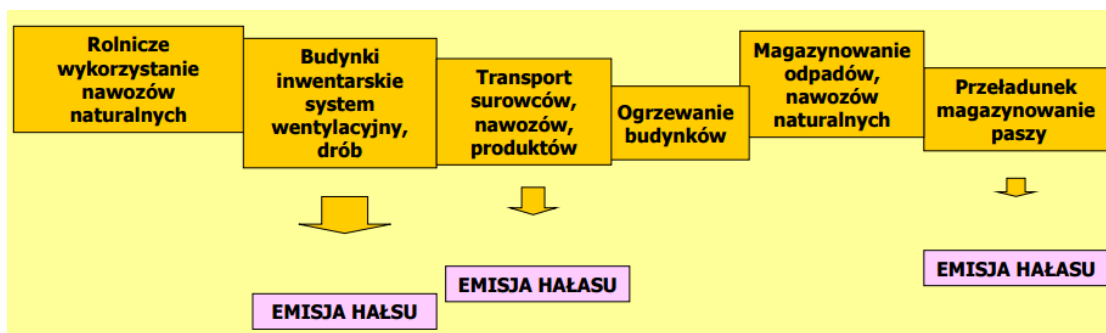 Rolnicze
wykorzystanie
nawozów
naturalnych
Budynki
inwentarskie
system
wentylacyjny,
drób
Transport
surowców,
nawozów,
produktów
Ogrzewanie
budynków
Magazynowanie
odpadów,
nawozów
naturalnych
Przeładunek
magazynowanie
paszy
EMISJA HAŁSU
EMISJA HAŁASU
EMISJA HAŁASU